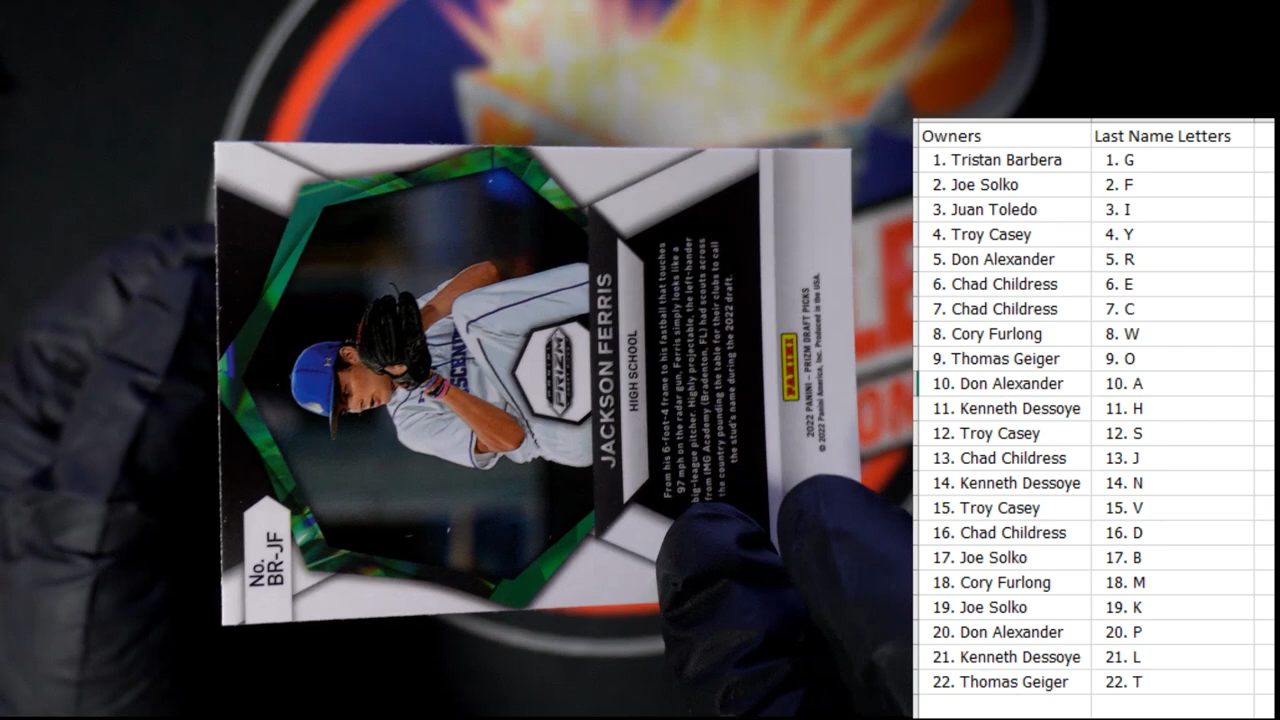 No.
BR-JF
JACKSON FERRIS
HIGH SCHOOL
From his 6-foot-4 frame to his fastball that touches
97 mph on the radar gun, Ferris simply looks like a
big-league pitcher. Highly projectable, the left-hander
from IMG Academy (Bradenton, FL) had scouts across
the country pounding the table for their clubs to call
the stud's name during the 2022 draft.
PANINI
PRIZM
PANINI
2022 PANINI – PRIZM DRAFT PICKS
© 2022 Panini America, Inc. Produced in the USA.
Owners Last Name Letters
1. Tristan Barbera 1. G
2. Joe Solko 2. F
3. Juan Toledo 3. I
4. Troy Casey 4. Y
5. Don Alexander 5. R
6. Chad Childress 6. E
7. Chad Childress 7. C
8. Cory Furlong 8. W
9. Thomas Geiger 9. O
10. Don Alexander 10. A
11. Kenneth Dessoye 11. H
12. Troy Casey 12. S
13. Chad Childress 13. J
14. Kenneth Dessoye 14. N
15. Troy Casey 15. V
16. Chad Childress 16. D
17. Joe Solko 17. B
18. Cory Furlong 18. M
19. Joe Solko 19. K
20. Don Alexander 20. P
21. Kenneth Dessoye 21. L
22. Thomas Geiger 22. T